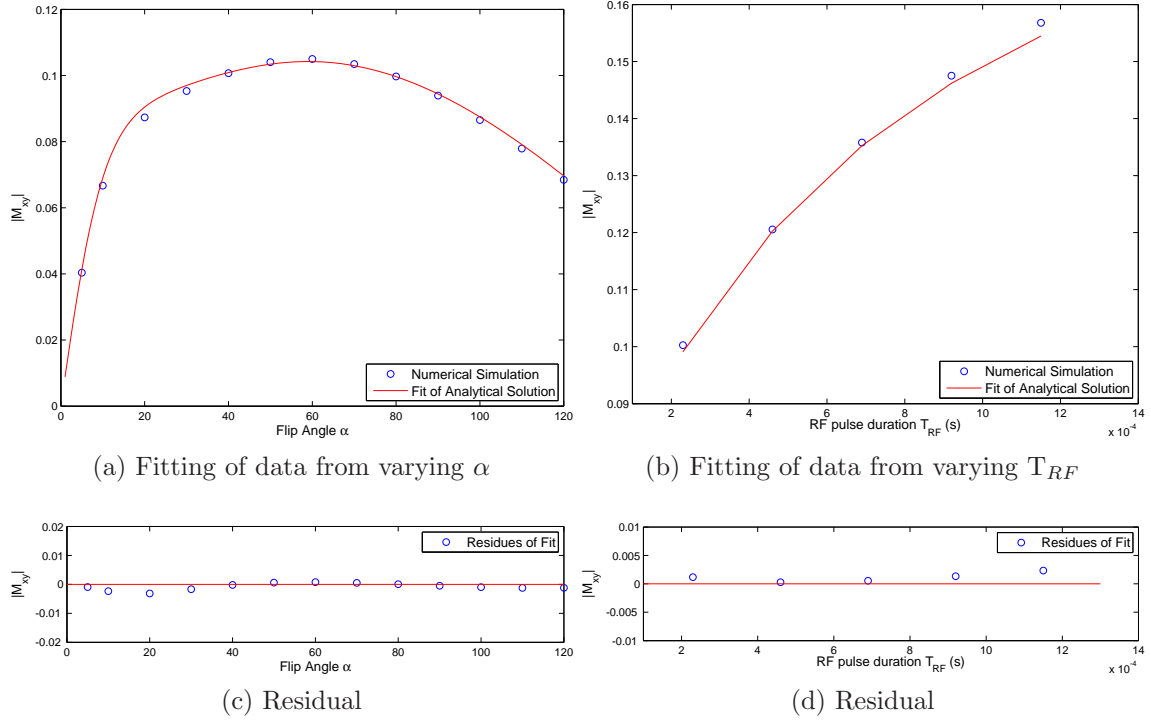 0.12
0.1
0.08
0.06
0.04
0.02
0
|M_xy|
0 20 40 60 80 100 120
Flip Angle α
Numerical Simulation
Fit of Analytical Solution
(a) Fitting of data from varying α
0.16
0.15
0.14
0.13
0.12
0.11
0.1
0.09
|M_xy|
2 4 6 8 10 12 14
x 10^-4
RF pulse duration T_RF (s)
Numerical Simulation
Fit of Analytical Solution
(b) Fitting of data from varying T_RF
0.02
0.01
0
-0.01
-0.02
|M_xy|
0 20 40 60 80 100 120
Flip Angle α
Residues of Fit
(c) Residual
0.01
0.005
0
-0.005
-0.01
|M_xy|
2 4 6 8 10 12 14
x 10^-4
RF pulse duration T_RF (s)
Residues of Fit
(d) Residual